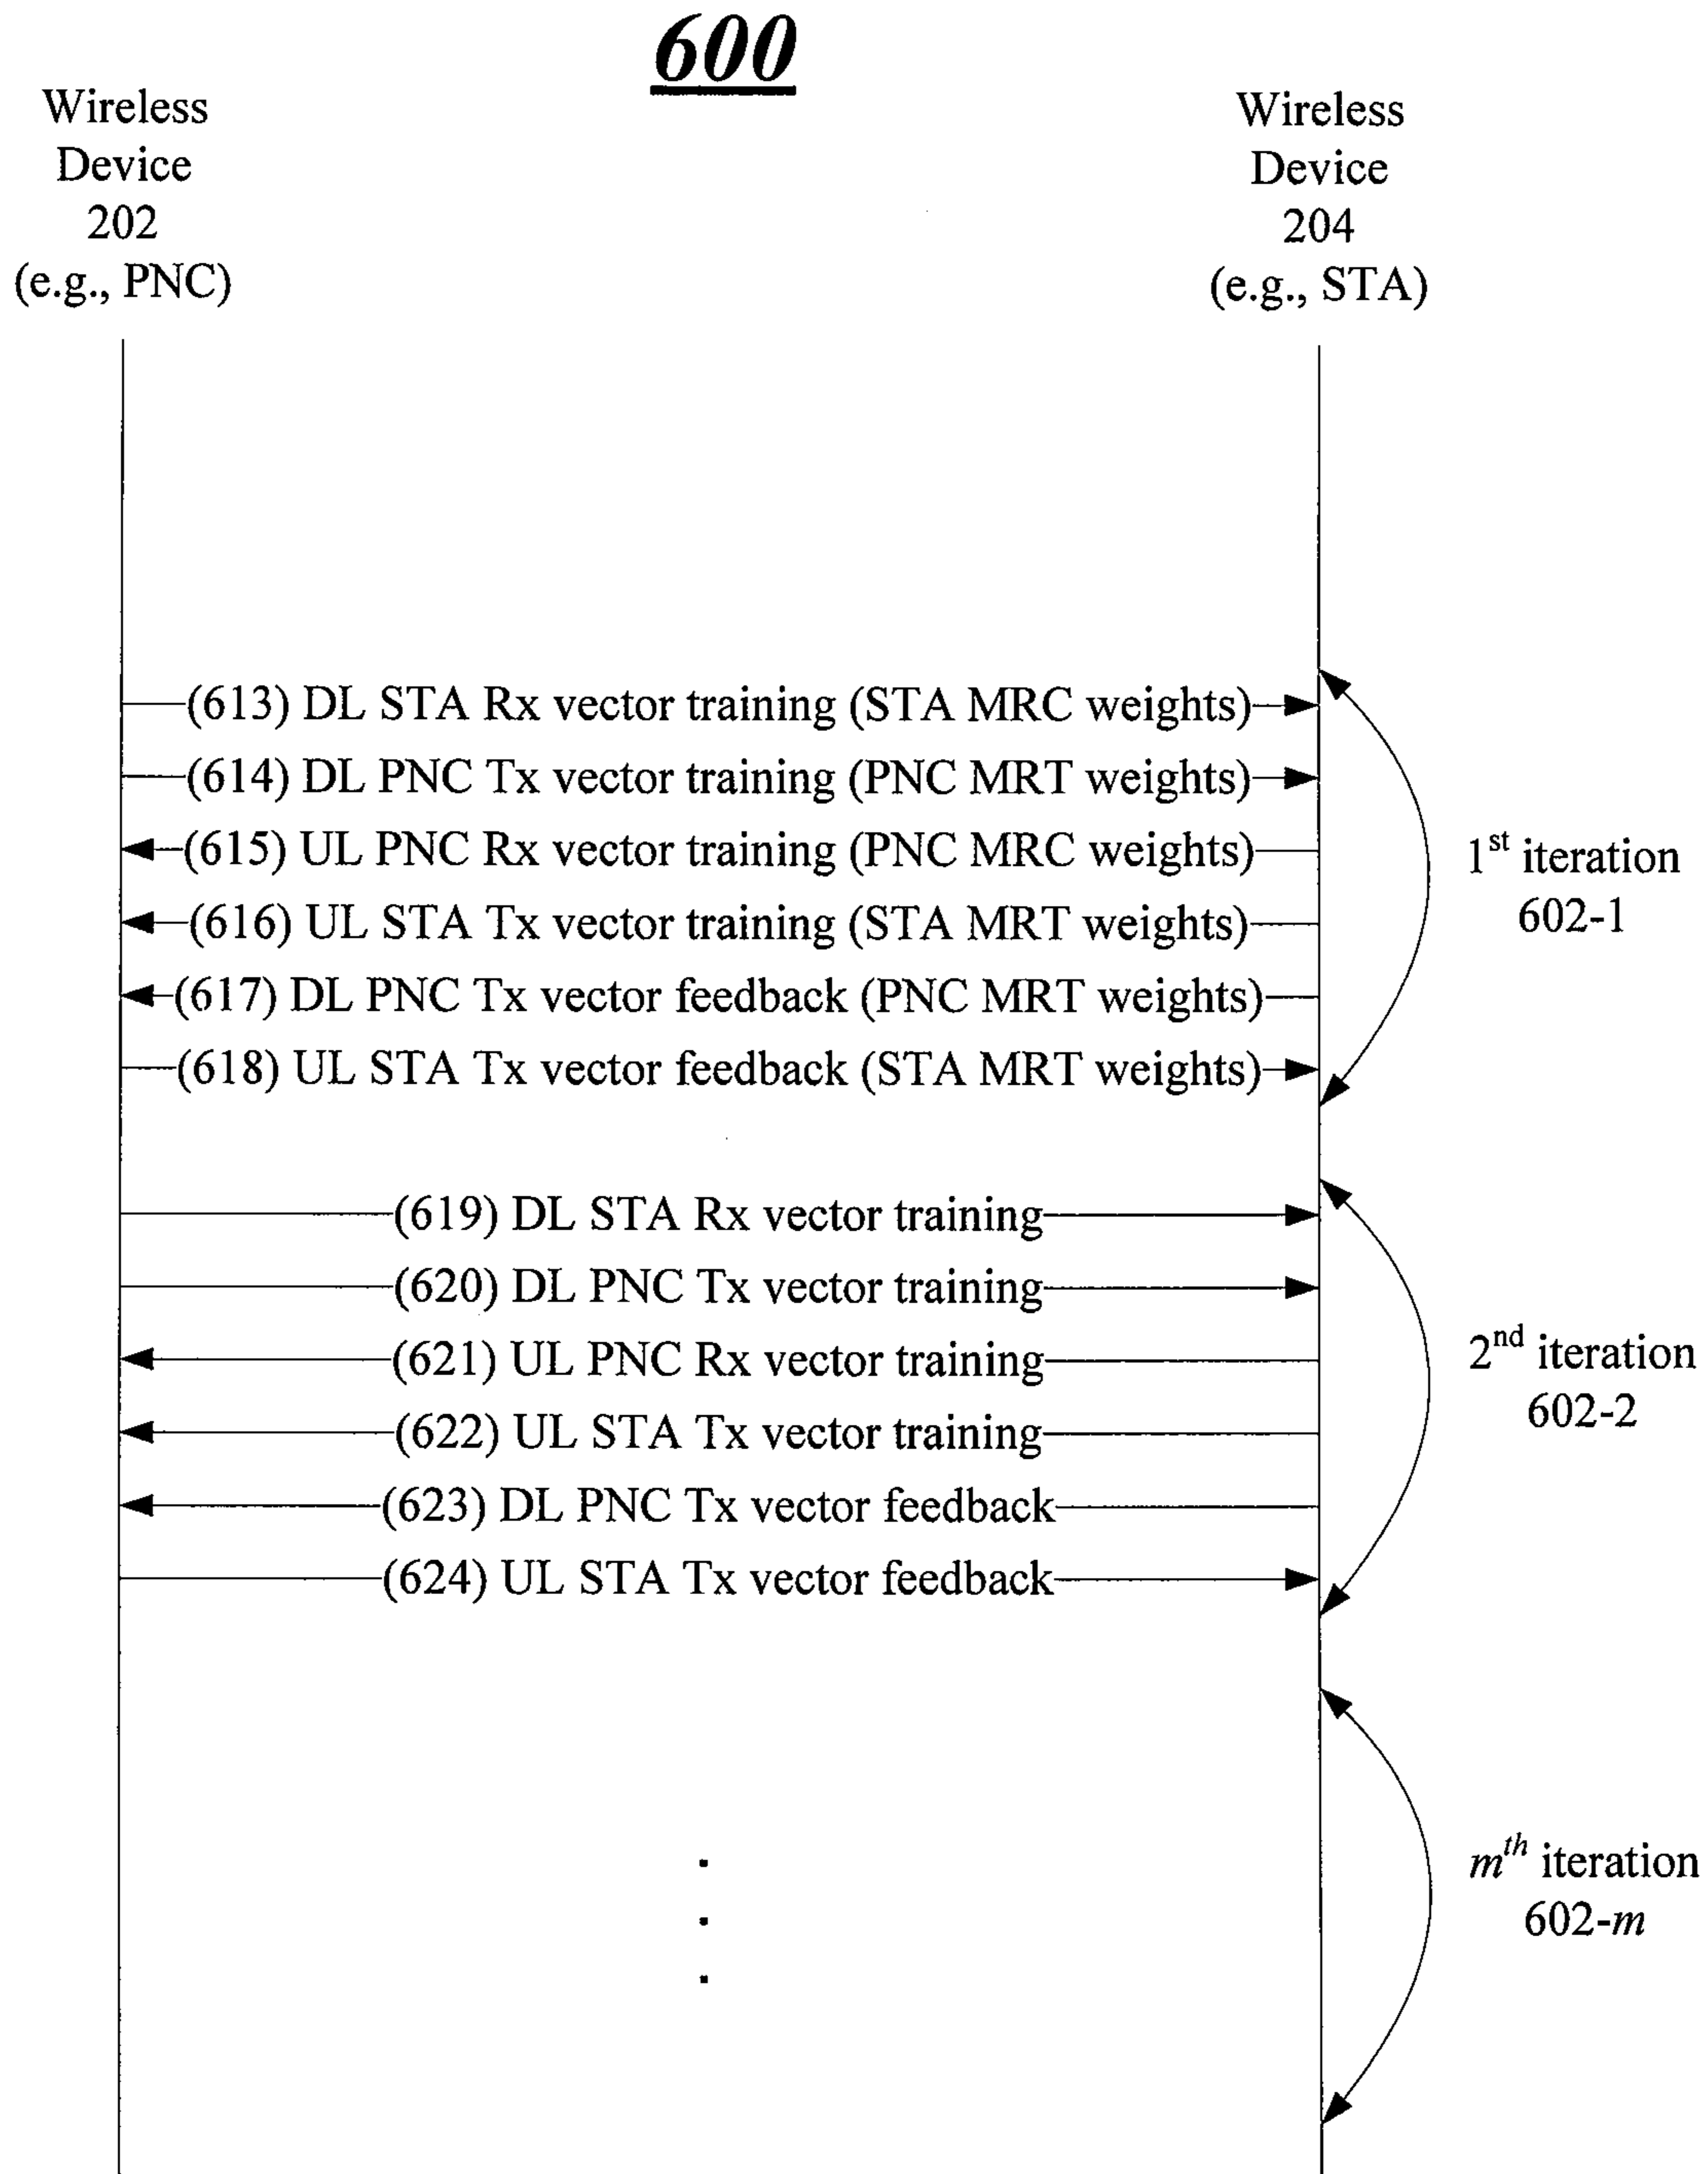 600
Wireless
Device
202
(e.g., PNC)
Wireless
Device
204
(e.g., STA)
(613) DL STA Rx vector training (STA MRC weights)
(614) DL PNC Tx vector training (PNC MRT weights)
(615) UL PNC Rx vector training (PNC MRC weights)
(616) UL STA Tx vector training (STA MRT weights)
(617) DL PNC Tx vector feedback (PNC MRT weights)
(618) UL STA Tx vector feedback (STA MRT weights)
1st iteration
602-1
(619) DL STA Rx vector training
(620) DL PNC Tx vector training
(621) UL PNC Rx vector training
(622) UL STA Tx vector training
(623) DL PNC Tx vector feedback
(624) UL STA Tx vector feedback
2nd iteration
602-2
mth iteration
602-m